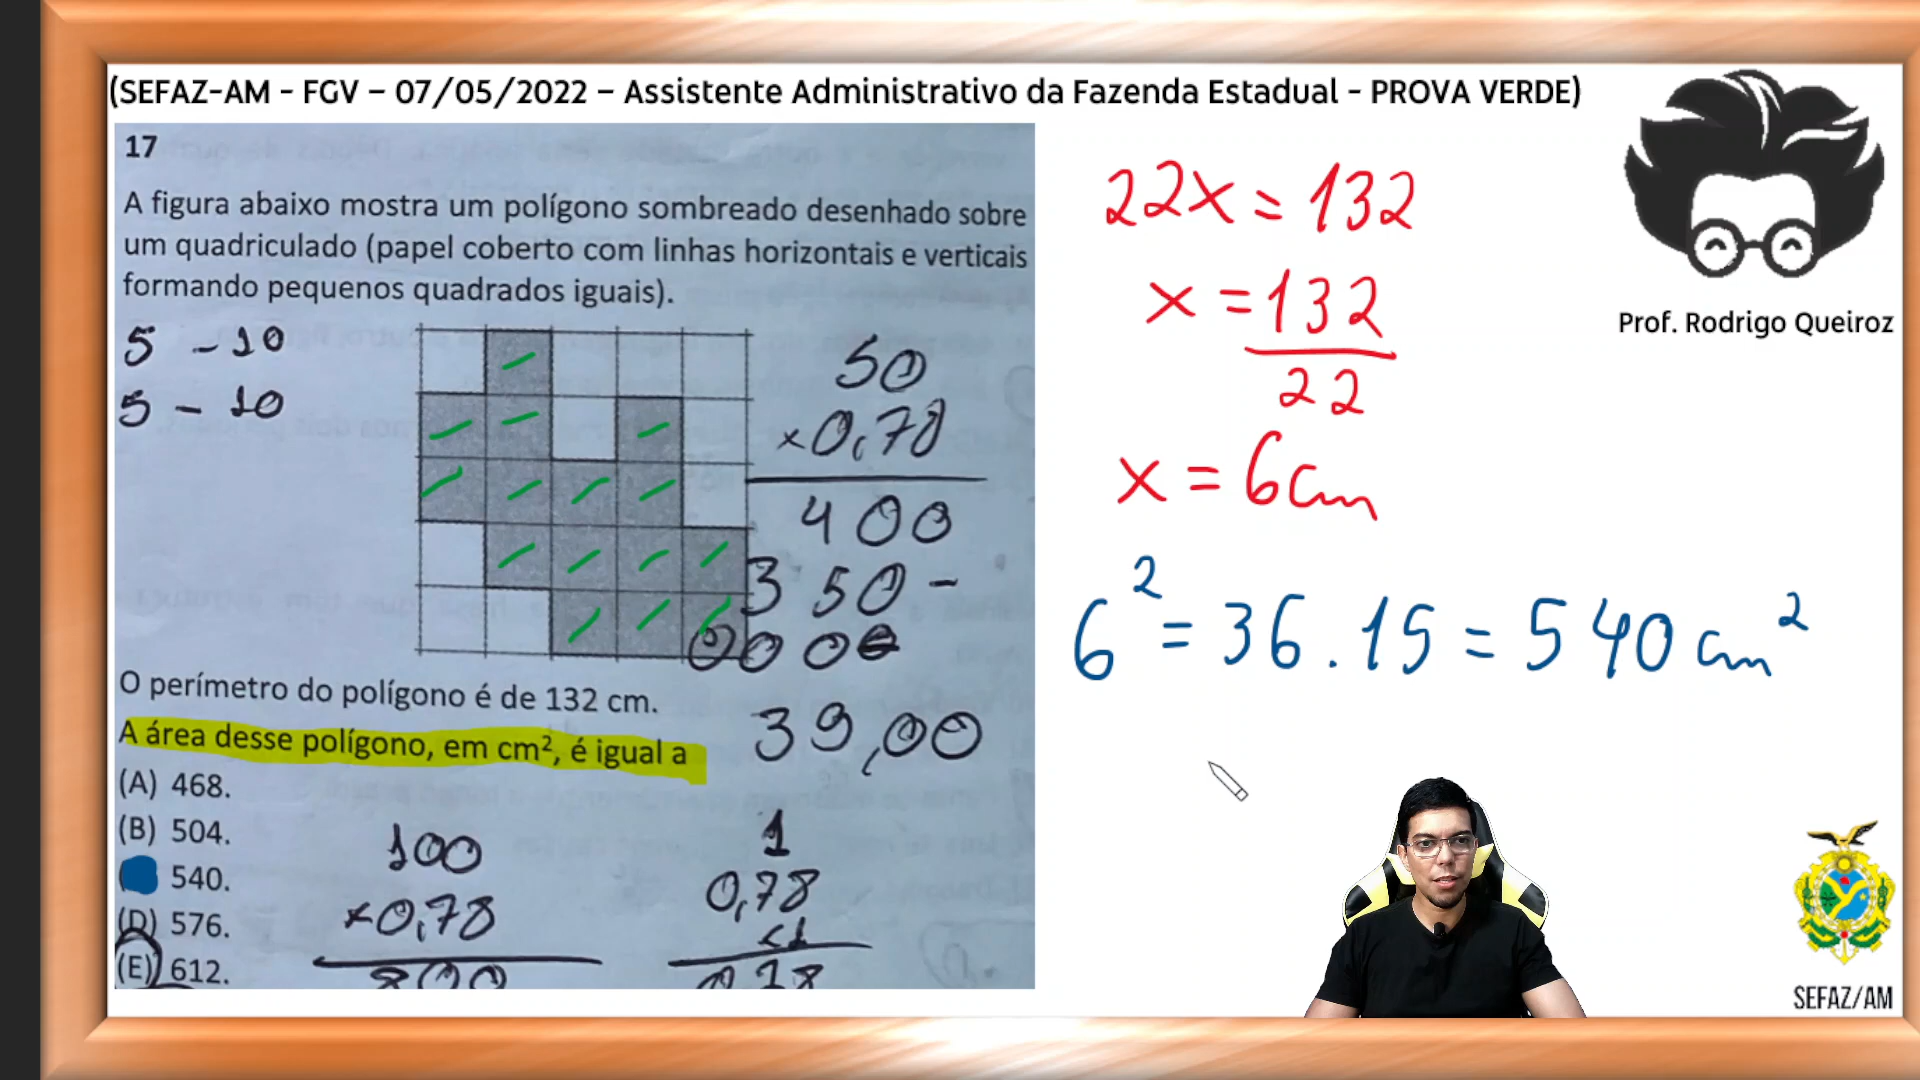 (SEFAZ-AM - FGV – 07/05/2022 – Assistente Administrativo da Fazenda Estadual - PROVA VERDE)
17
A figura abaixo mostra um polígono sombreado desenhado sobre
um quadriculado (papel coberto com linhas horizontais e verticais
formando pequenos quadrados iguais).
5 - 10
5 - 10
50
×0,78
400
350-
000
39,00
O perímetro do polígono é de 132 cm.
A área desse polígono, em cm², é igual a
(A) 468.
(B) 504.
540.
(D) 576.
(E) 612.
100
×0,78
800
1
0,78
22x = 132
x = 132
22
x = 6cm
6² = 36.15 = 540 cm²
Prof. Rodrigo Queiroz
SEFAZ/AM